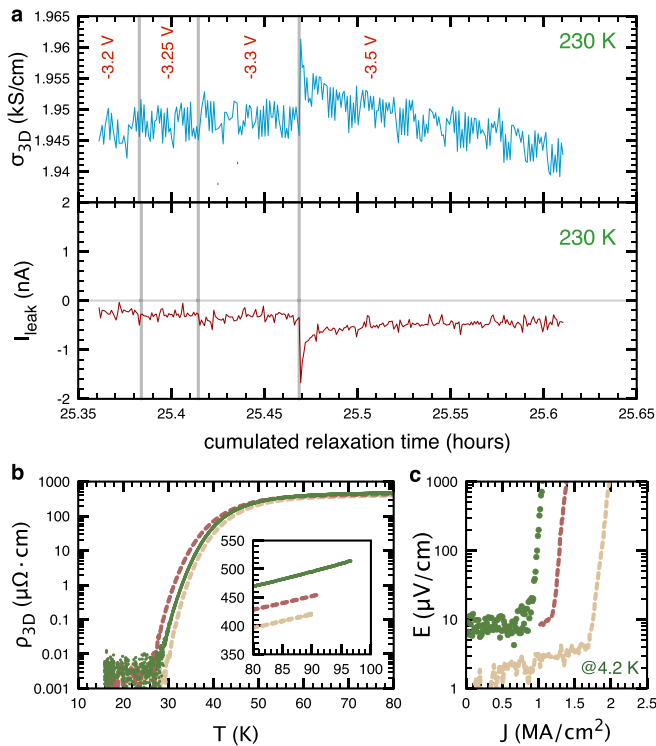 a
1.965
1.96
1.955
1.95
1.945
1.94
σ3D (kS/cm)
-3.2 V
-3.25 V
-3.3 V
-3.5 V
230 K
2
1
0
-1
-2
Ileak (nA)
230 K
25.35 25.4 25.45 25.5 25.55 25.6 25.65
cumulated relaxation time (hours)
b
1000
100
10
1
0.1
0.01
0.001
ρ3D (μΩ·cm)
550
500
450
400
350
80 85 90 95 100
10 20 30 40 50 60 70 80
T (K)
c
1000
100
10
1
E (μV/cm)
@4.2 K
0 0.5 1 1.5 2 2.5
J (MA/cm²)